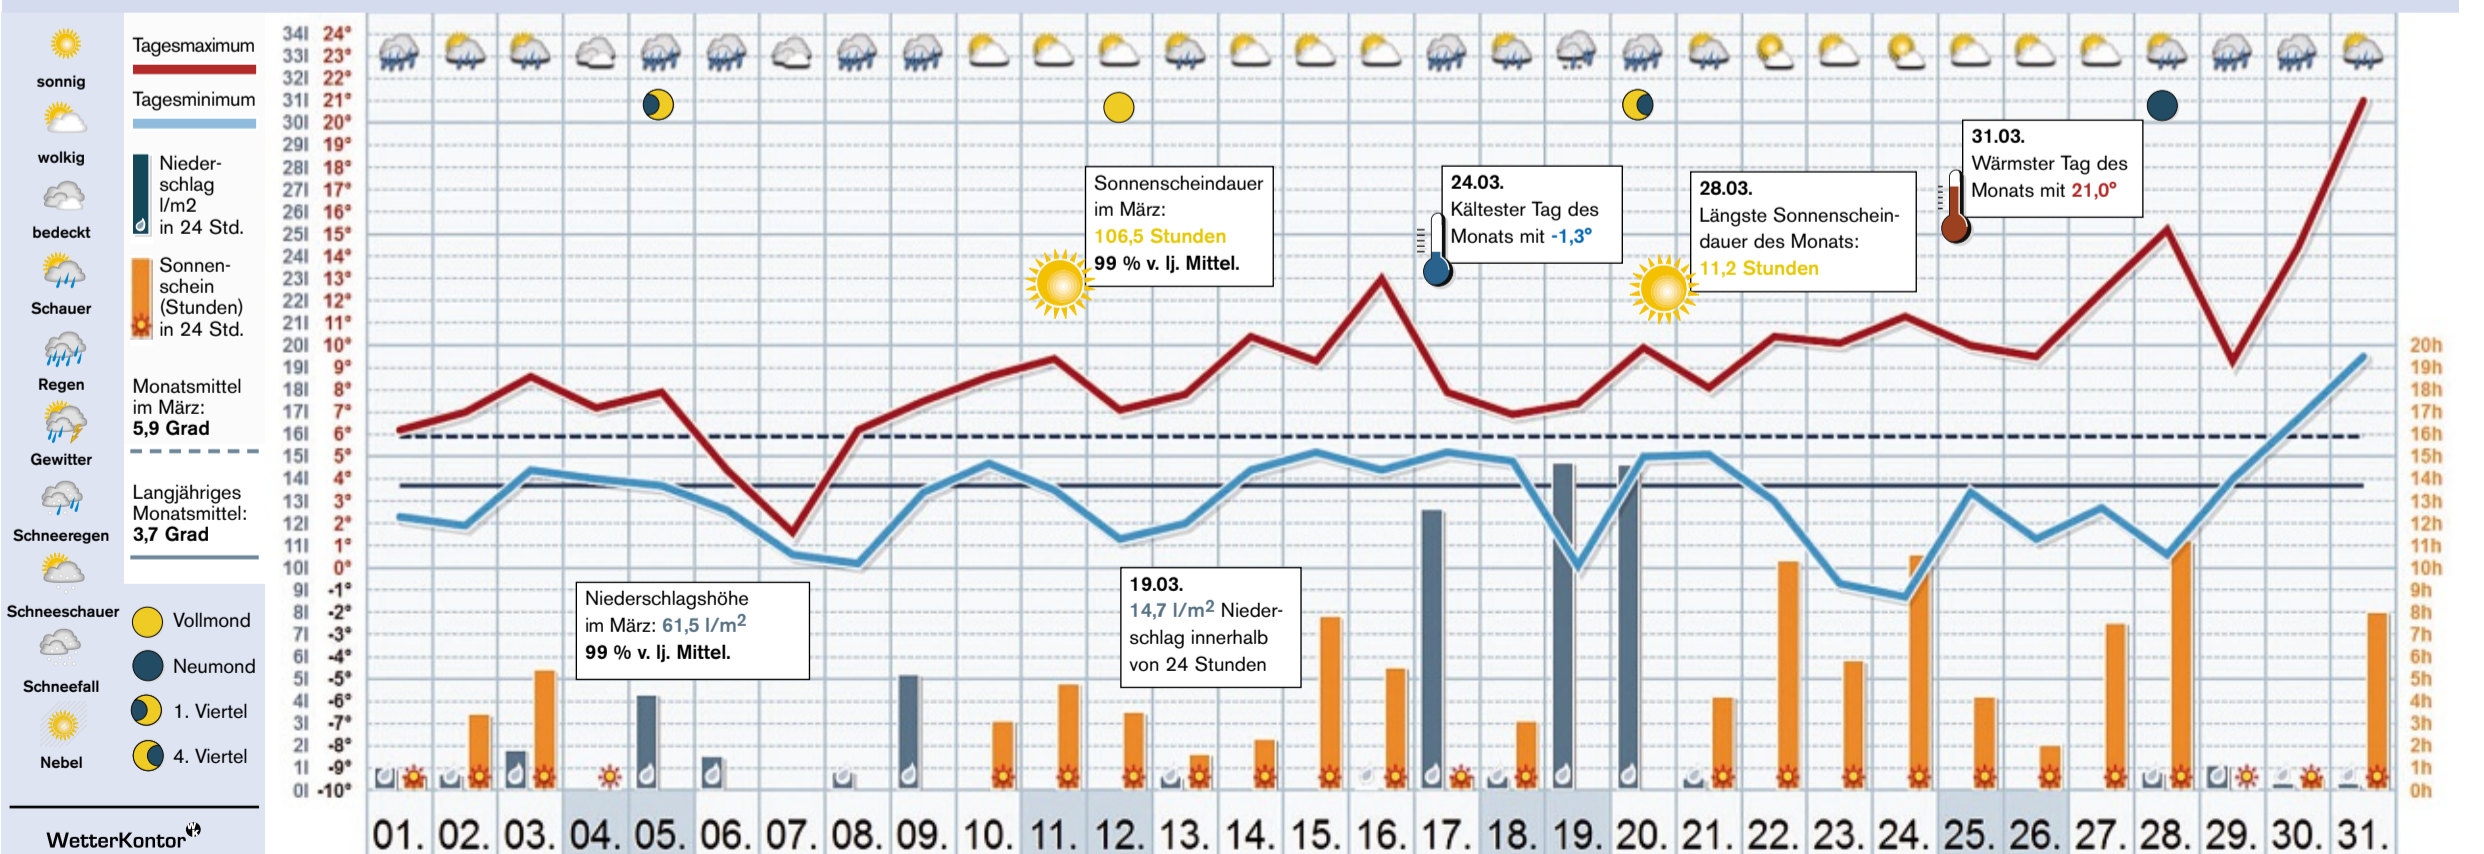 sonnig
wolkig
bedeckt
Schauer
Regen
Gewitter
Schneeregen
Schneeschauer
Schneefall
Nebel
WetterKontor
Tagesmaximum
Tagesminimum
Nieder-
schlag
l/m2
in 24 Std.
Sonnen-
schein
(Stunden)
in 24 Std.
Monatsmittel
im März:
5,9 Grad
Langjähriges
Monatsmittel:
3,7 Grad
Vollmond
Neumond
1. Viertel
4. Viertel
34l 24°
33l 23°
32l 22°
31l 21°
30l 20°
29l 19°
28l 18°
27l 17°
26l 16°
25l 15°
24l 14°
23l 13°
22l 12°
21l 11°
20l 10°
19l 9°
18l 8°
17l 7°
16l 6°
15l 5°
14l 4°
13l 3°
12l 2°
11l 1°
10l 0°
9l -1°
8l -2°
7l -3°
6l -4°
5l -5°
4l -6°
3l -7°
2l -8°
1l -9°
0l -10°
Niederschlagshöhe
im März: 61,5 l/m²
99 % v. lj. Mittel.
Sonnenscheindauer
im März:
106,5 Stunden
99 % v. lj. Mittel.
19.03.
14,7 l/m² Nieder-
schlag innerhalb
von 24 Stunden
24.03.
Kältester Tag des
Monats mit -1,3°
28.03.
Längste Sonnenschein-
dauer des Monats:
11,2 Stunden
31.03.
Wärmster Tag des
Monats mit 21,0°
20h
19h
18h
17h
16h
15h
14h
13h
12h
11h
10h
9h
8h
7h
6h
5h
4h
3h
2h
1h
0h
01. 02. 03. 04. 05. 06. 07. 08. 09. 10. 11. 12. 13. 14. 15. 16. 17. 18. 19. 20. 21. 22. 23. 24. 25. 26. 27. 28. 29. 30. 31.